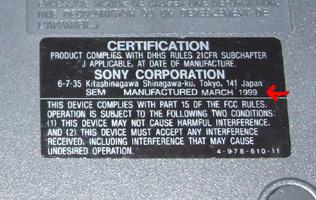 CERTIFICATION
PRODUCT COMPLIES WITH DHHS RULES 21CFR SUBCHAPTER
J APPLICABLE, AT DATE OF MANUFACTURE.
SONY CORPORATION
6-7-35 Kitashinagawa Shinagawa-ku, Tokyo, 141 Japan
SEM MANUFACTURED MARCH 1999
THIS DEVICE COMPLIES WITH PART 15 OF THE FCC RULES.
OPERATION IS SUBJECT TO THE FOLLOWING TWO CONDITIONS:
(1) THIS DEVICE MAY NOT CAUSE HARMFUL INTERFERENCE,
AND (2) THIS DEVICE MUST ACCEPT ANY INTERFERENCE
RECEIVED, INCLUDING INTERFERENCE THAT MAY CAUSE
UNDESIRED OPERATION.
4-978-610-11